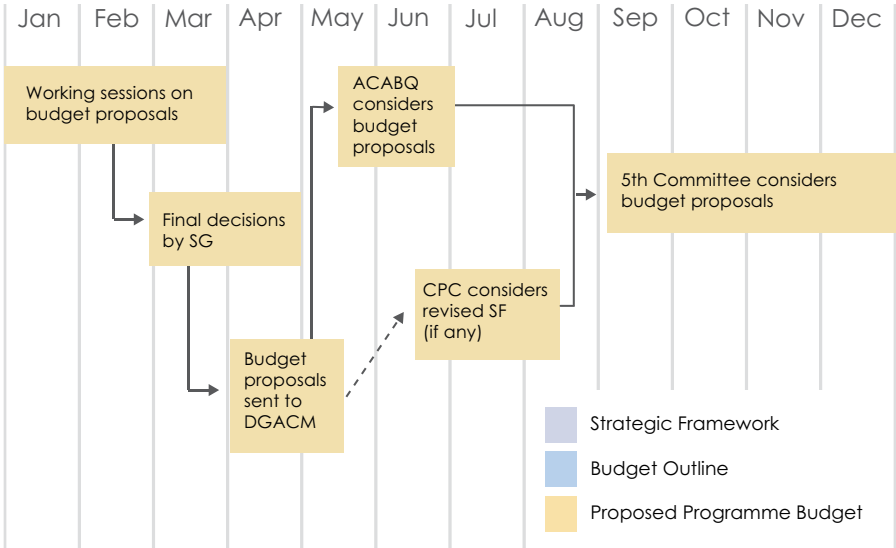 Jan Feb Mar Apr May Jun Jul Aug Sep Oct Nov Dec
Working sessions on
budget proposals
ACABQ
considers
budget
proposals
5th Committee considers
budget proposals
Final decisions
by SG
CPC considers
revised SF
(if any)
Budget
proposals
sent to
DGACM
Strategic Framework
Budget Outline
Proposed Programme Budget